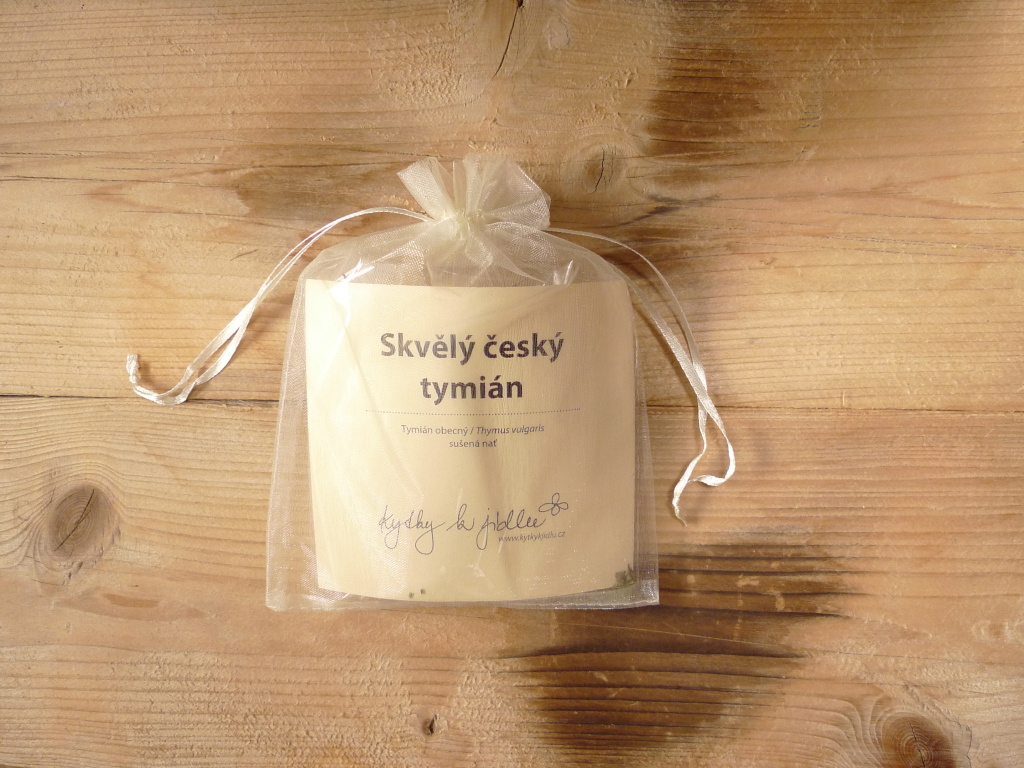 Skvělý český
tymián
Tymián obecný / Thymus vulgaris
sušená nať
kytky k jídlu
www.kytkykjidlu.cz